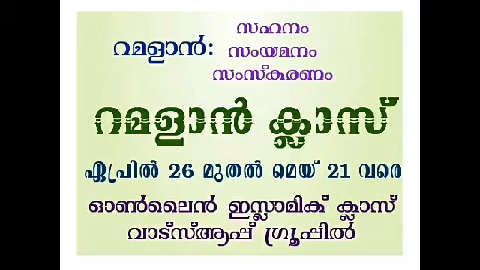 സഹനം
റമളാൻ: സംയമനം
സംസ്കരണം
റമളാൻ ക്ലാസ്
ഏപ്രിൽ 26 മുതൽ മെയ് 21 വരെ
ഓൺലൈൻ ഇസ്ലാമിക് ക്ലാസ്
വാട്സ്ആപ്പ് ഗ്രൂപ്പിൽ